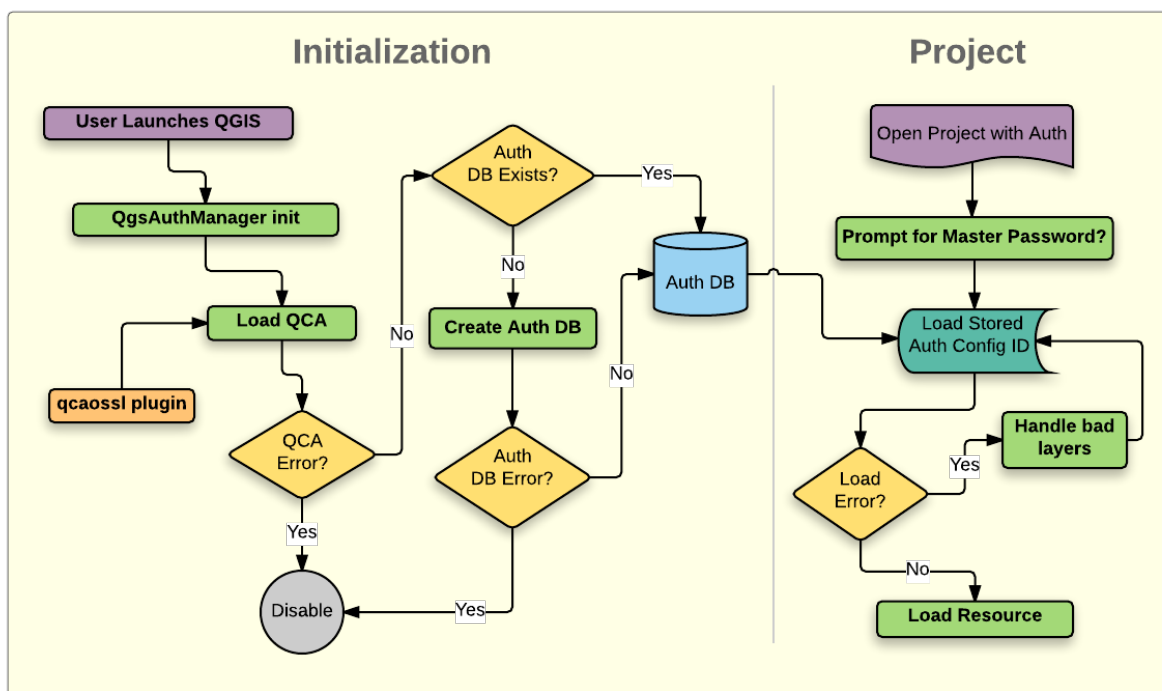 Initialization
Project
User Launches QGIS
QgsAuthManager init
Load QCA
qcaossl plugin
QCA
Error?
Yes
Disable
No
Auth
DB Exists?
Yes
No
Create Auth DB
Auth
DB Error?
Yes
No
Auth DB
Open Project with Auth
Prompt for Master Password?
Load Stored
Auth Config ID
Load
Error?
Yes
Handle bad
layers
No
Load Resource